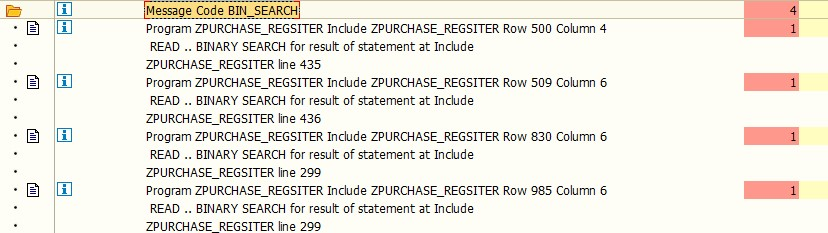 Message Code BIN_SEARCH 4
Program ZPURCHASE_REGSITER Include ZPURCHASE_REGSITER Row 500 Column 4 1
READ .. BINARY SEARCH for result of statement at Include
ZPURCHASE_REGSITER line 435
Program ZPURCHASE_REGSITER Include ZPURCHASE_REGSITER Row 509 Column 6 1
READ .. BINARY SEARCH for result of statement at Include
ZPURCHASE_REGSITER line 436
Program ZPURCHASE_REGSITER Include ZPURCHASE_REGSITER Row 830 Column 6 1
READ .. BINARY SEARCH for result of statement at Include
ZPURCHASE_REGSITER line 299
Program ZPURCHASE_REGSITER Include ZPURCHASE_REGSITER Row 985 Column 6 1
READ .. BINARY SEARCH for result of statement at Include
ZPURCHASE_REGSITER line 299